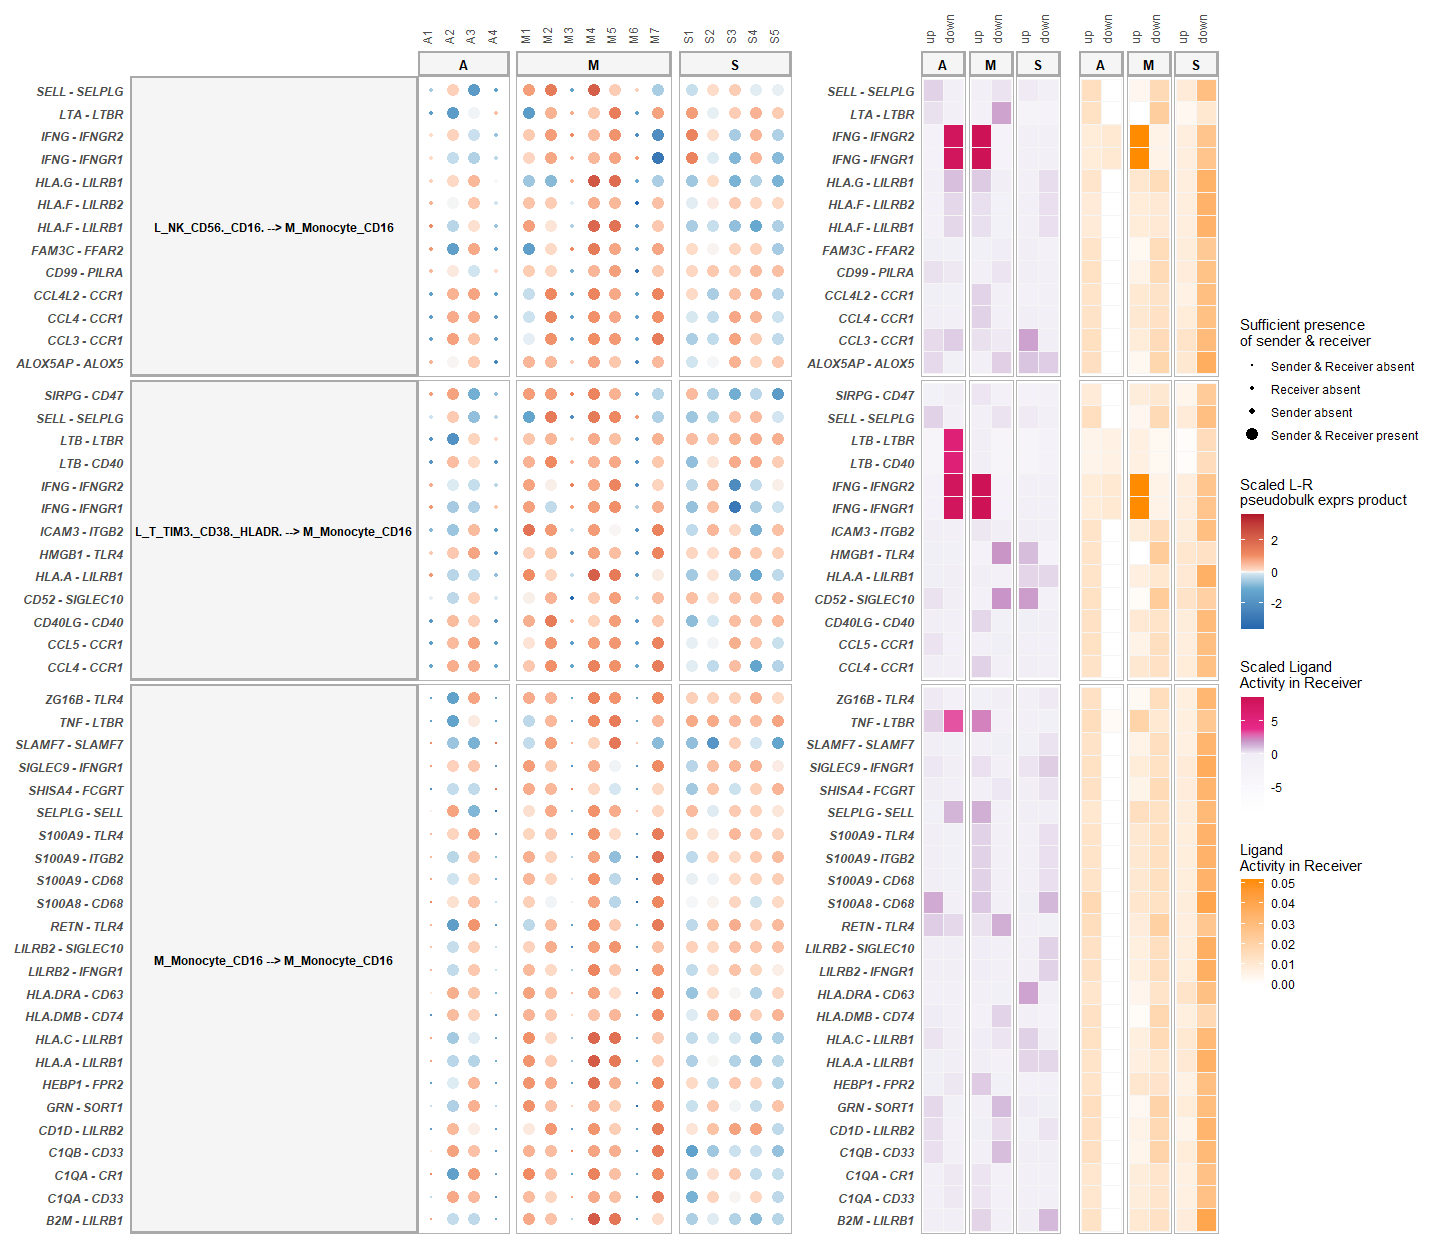 A1 A2 A3 A4 M1 M2 M3 M4 M5 M6 M7 S1 S2 S3 S4 S5 up down up down up down up down up down up down
A M S A M S A M S
L_NK_CD56._CD16. --> M_Monocyte_CD16
SELL - SELPLG
LTA - LTBR
IFNG - IFNGR2
IFNG - IFNGR1
HLA.G - LILRB1
HLA.F - LILRB2
HLA.F - LILRB1
FAM3C - FFAR2
CD99 - PILRA
CCL4L2 - CCR1
CCL4 - CCR1
CCL3 - CCR1
ALOX5AP - ALOX5
L_T_TIM3._CD38._HLADR. --> M_Monocyte_CD16
SIRPG - CD47
SELL - SELPLG
LTB - LTBR
LTB - CD40
IFNG - IFNGR2
IFNG - IFNGR1
ICAM3 - ITGB2
HMGB1 - TLR4
HLA.A - LILRB1
CD52 - SIGLEC10
CD40LG - CD40
CCL5 - CCR1
CCL4 - CCR1
M_Monocyte_CD16 --> M_Monocyte_CD16
ZG16B - TLR4
TNF - LTBR
SLAMF7 - SLAMF7
SIGLEC9 - IFNGR1
SHISA4 - FCGRT
SELPLG - SELL
S100A9 - TLR4
S100A9 - ITGB2
S100A9 - CD68
S100A8 - CD68
RETN - TLR4
LILRB2 - SIGLEC10
LILRB2 - IFNGR1
HLA.DRA - CD63
HLA.DMB - CD74
HLA.C - LILRB1
HLA.A - LILRB1
HEBP1 - FPR2
GRN - SORT1
CD1D - LILRB2
C1QB - CD33
C1QA - CR1
C1QA - CD33
B2M - LILRB1
SELL - SELPLG
LTA - LTBR
IFNG - IFNGR2
IFNG - IFNGR1
HLA.G - LILRB1
HLA.F - LILRB2
HLA.F - LILRB1
FAM3C - FFAR2
CD99 - PILRA
CCL4L2 - CCR1
CCL4 - CCR1
CCL3 - CCR1
ALOX5AP - ALOX5
SIRPG - CD47
SELL - SELPLG
LTB - LTBR
LTB - CD40
IFNG - IFNGR2
IFNG - IFNGR1
ICAM3 - ITGB2
HMGB1 - TLR4
HLA.A - LILRB1
CD52 - SIGLEC10
CD40LG - CD40
CCL5 - CCR1
CCL4 - CCR1
ZG16B - TLR4
TNF - LTBR
SLAMF7 - SLAMF7
SIGLEC9 - IFNGR1
SHISA4 - FCGRT
SELPLG - SELL
S100A9 - TLR4
S100A9 - ITGB2
S100A9 - CD68
S100A8 - CD68
RETN - TLR4
LILRB2 - SIGLEC10
LILRB2 - IFNGR1
HLA.DRA - CD63
HLA.DMB - CD74
HLA.C - LILRB1
HLA.A - LILRB1
HEBP1 - FPR2
GRN - SORT1
CD1D - LILRB2
C1QB - CD33
C1QA - CR1
C1QA - CD33
B2M - LILRB1
Sufficient presence
of sender & receiver
Sender & Receiver absent
Receiver absent
Sender absent
Sender & Receiver present
Scaled L-R
pseudobulk exprs product
2
0
-2
Scaled Ligand
Activity in Receiver
5
0
-5
Ligand
Activity in Receiver
0.05
0.04
0.03
0.02
0.01
0.00